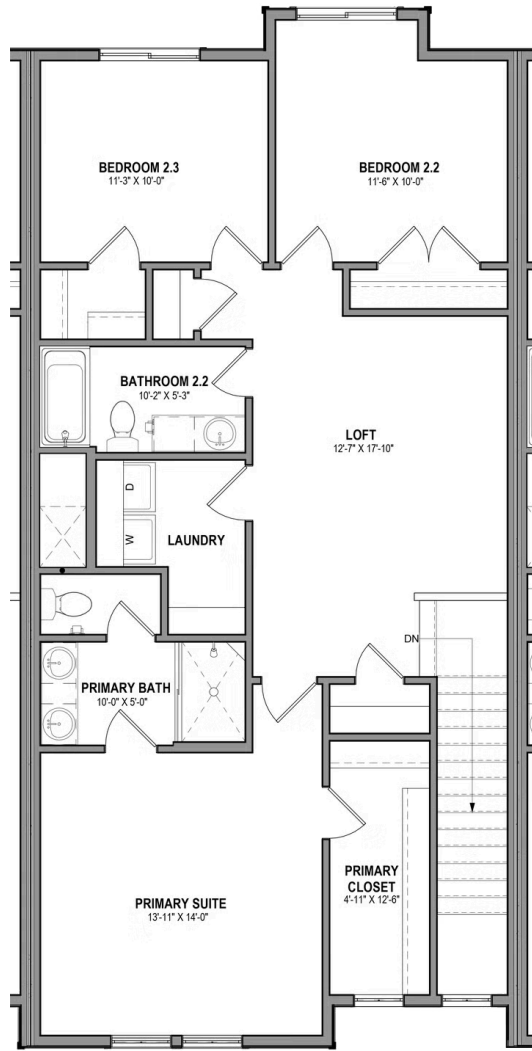 BEDROOM 2.3
11'-3" X 10'-0"
BEDROOM 2.2
11'-6" X 10'-0"
BATHROOM 2.2
10'-2" X 5'-3"
LOFT
12'-7" X 17'-10"
D
W
LAUNDRY
DN
PRIMARY BATH
10'-0" X 5'-0"
PRIMARY
CLOSET
4'-11" X 12'-6"
PRIMARY SUITE
13'-11" X 14'-0"